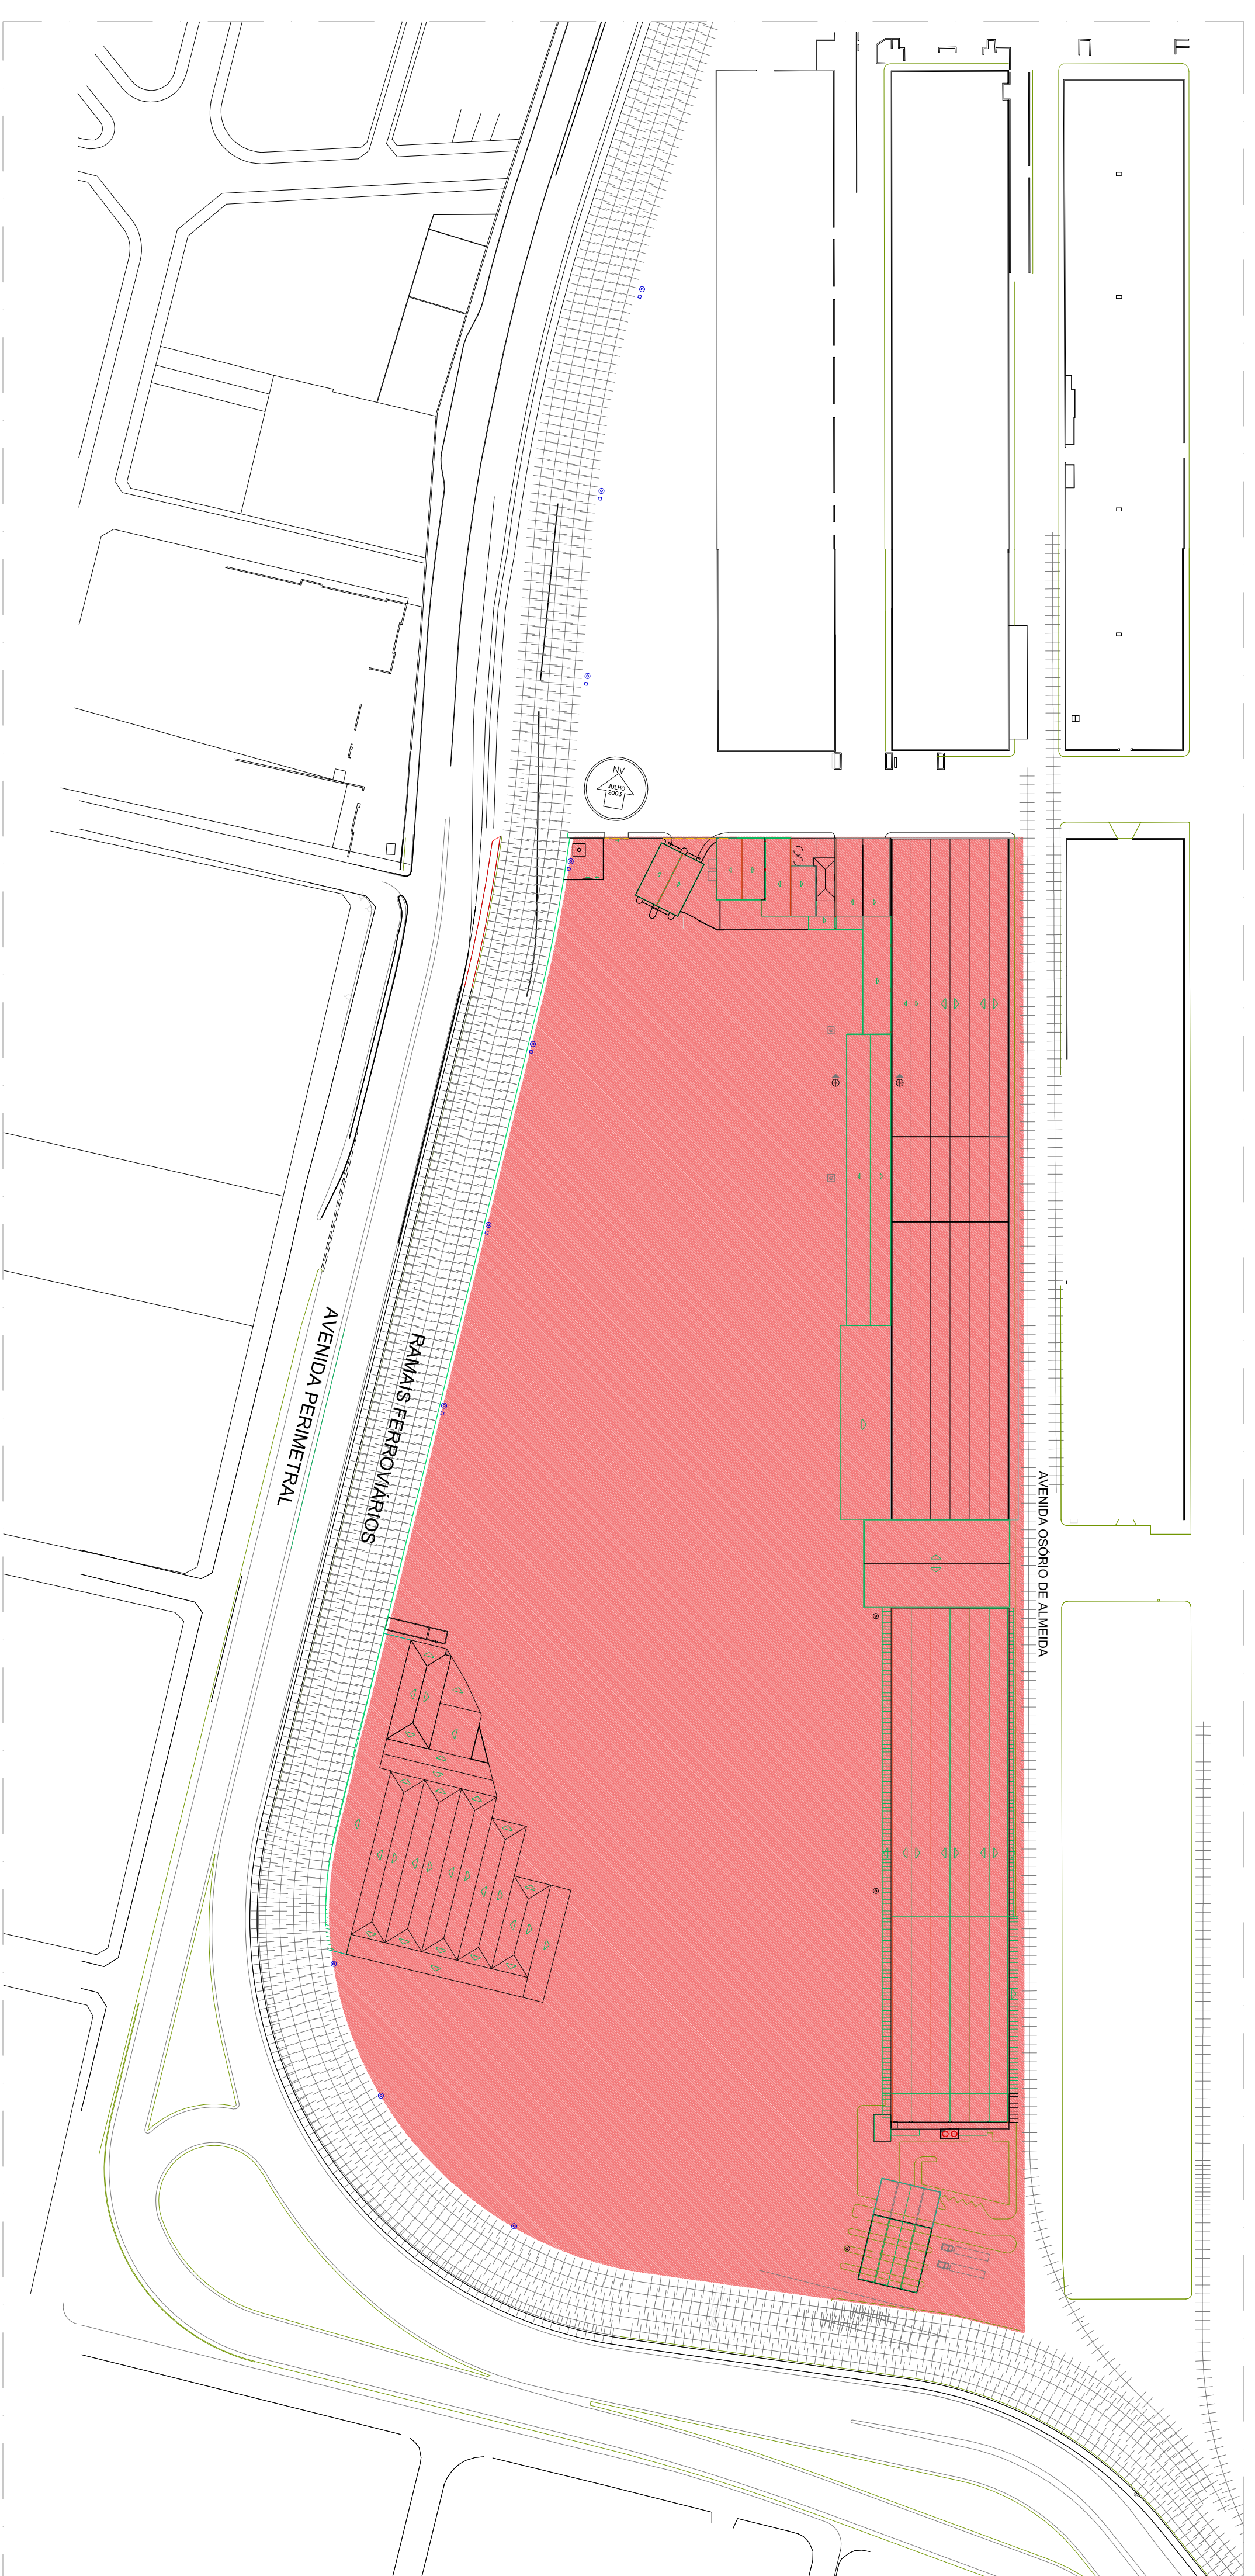 NV
JULHO
2003
AVENIDA PERIMETRAL
RAMAIS FERROVIÁRIOS
AVENIDA OSÓRIO DE ALMEIDA